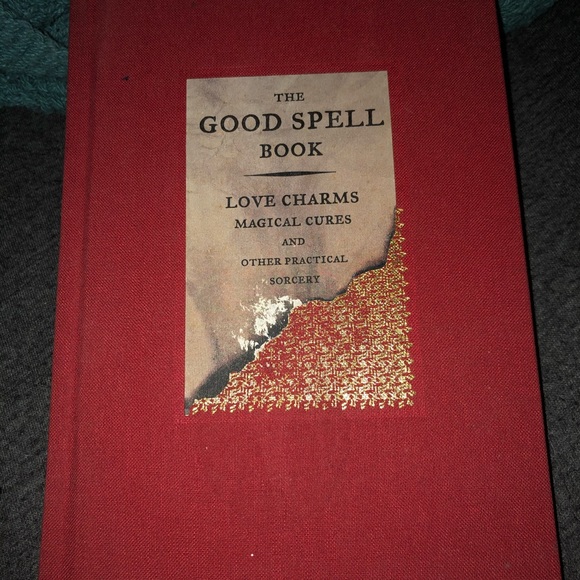 THE
GOOD SPELL
BOOK
LOVE CHARMS
MAGICAL CURES
AND
OTHER PRACTICAL
SORCERY